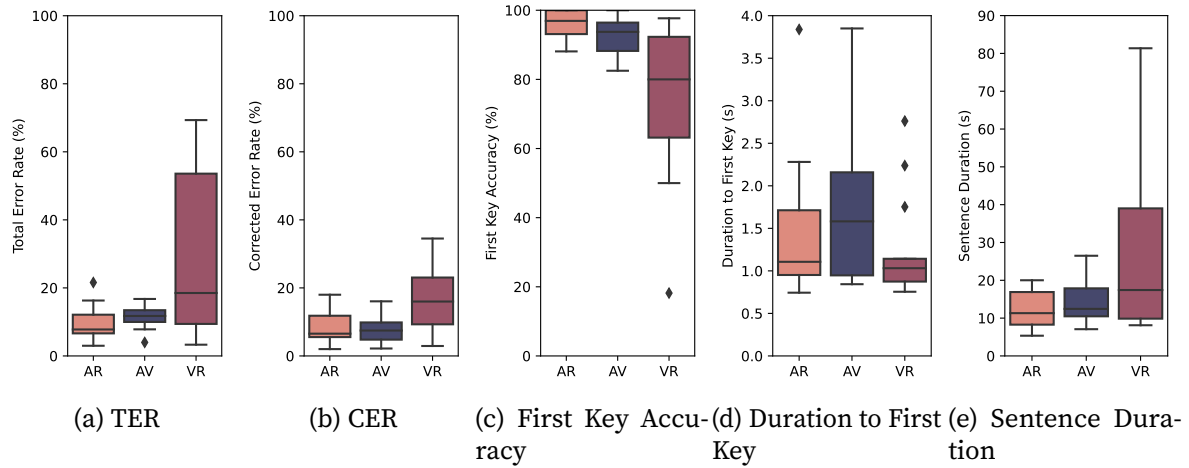 Total Error Rate (%)
100
80
60
40
20
0
AR AV VR
(a) TER
Corrected Error Rate (%)
100
80
60
40
20
0
AR AV VR
(b) CER
First Key Accuracy (%)
100
80
60
40
20
0
AR AV VR
(c) First Key Accu-
racy
Duration to First Key (s)
4.0
3.5
3.0
2.5
2.0
1.5
1.0
0.5
0.0
AR AV VR
(d) Duration to First
Key
Sentence Duration (s)
90
80
70
60
50
40
30
20
10
0
AR AV VR
(e) Sentence Dura-
tion